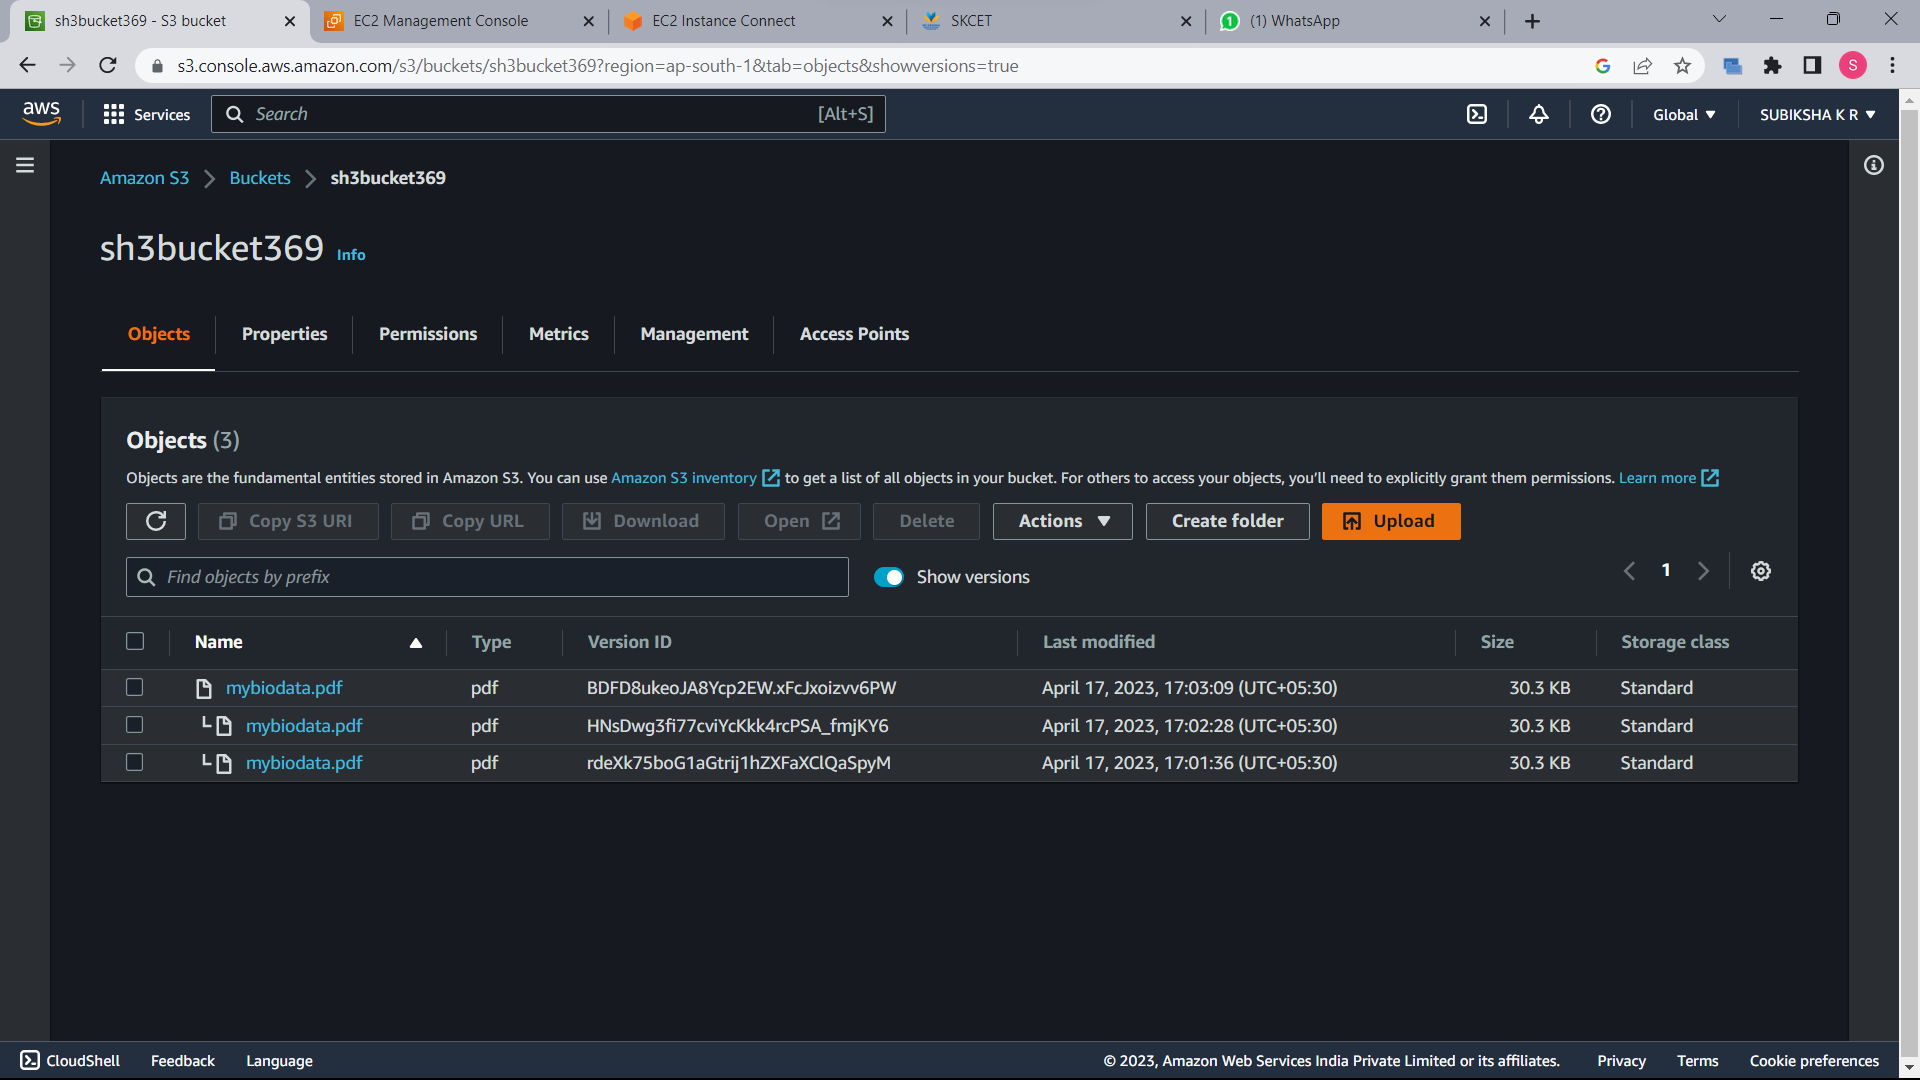 sh3bucket369 - S3 bucket EC2 Management Console EC2 Instance Connect SKCET 1 (1) WhatsApp
s3.console.aws.amazon.com/s3/buckets/sh3bucket369?region=ap-south-1&tab=objects&showversions=true G S
aws Services Search [Alt+S] Global SUBIKSHA K R
Amazon S3 Buckets sh3bucket369
sh3bucket369 Info
Objects Properties Permissions Metrics Management Access Points
Objects (3)
Objects are the fundamental entities stored in Amazon S3. You can use Amazon S3 inventory to get a list of all objects in your bucket. For others to access your objects, you'll need to explicitly grant them permissions. Learn more
Copy S3 URI Copy URL Download Open Delete Actions Create folder Upload
Find objects by prefix Show versions 1
Name Type Version ID Last modified Size Storage class
mybiodata.pdf pdf BDFD8ukeoJA8Ycp2EW.xFcJxoizvv6PW April 17, 2023, 17:03:09 (UTC+05:30) 30.3 KB Standard
mybiodata.pdf pdf HNsDwg3fi77cviYcKkk4rcPSA_fmjKY6 April 17, 2023, 17:02:28 (UTC+05:30) 30.3 KB Standard
mybiodata.pdf pdf rdeXk75boG1aGtrij1hZXFaXClQaSpyM April 17, 2023, 17:01:36 (UTC+05:30) 30.3 KB Standard
CloudShell Feedback Language © 2023, Amazon Web Services India Private Limited or its affiliates. Privacy Terms Cookie preferences